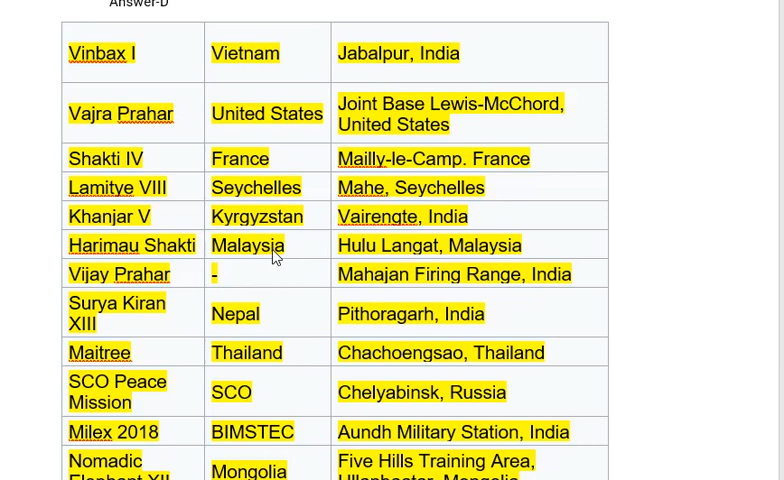 Answer-D
Vinbax I Vietnam Jabalpur, India
Vajra Prahar United States Joint Base Lewis-McChord,
United States
Shakti IV France Mailly-le-Camp. France
Lamitye VIII Seychelles Mahe, Seychelles
Khanjar V Kyrgyzstan Vairengte, India
Harimau Shakti Malaysia Hulu Langat, Malaysia
Vijay Prahar - Mahajan Firing Range, India
Surya Kiran
XIII Nepal Pithoragarh, India
Maitree Thailand Chachoengsao, Thailand
SCO Peace
Mission SCO Chelyabinsk, Russia
Milex 2018 BIMSTEC Aundh Military Station, India
Nomadic
Elephant XII Mongolia Five Hills Training Area,
Ullanbaatar, Mongolia